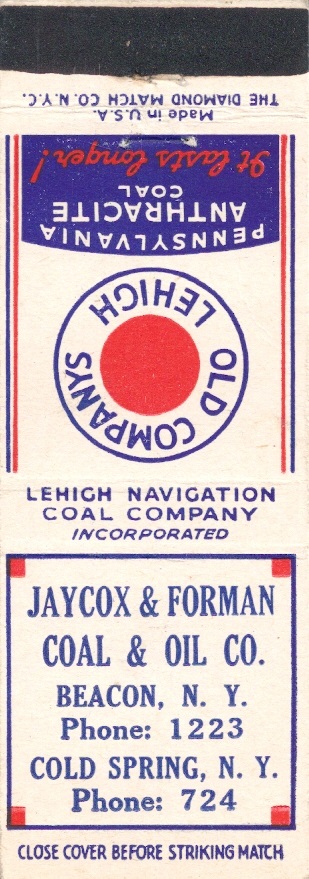 THE DIAMOND MATCH CO. N.Y.C.
Made in U.S.A.
It lasts longer!
PENNSYLVANIA
ANTHRACITE
COAL
OLD COMPANY'S
LEHIGH
LEHIGH NAVIGATION
COAL COMPANY
INCORPORATED
JAYCOX & FORMAN
COAL & OIL CO.
BEACON, N. Y.
Phone: 1223
COLD SPRING, N. Y.
Phone: 724
CLOSE COVER BEFORE STRIKING MATCH